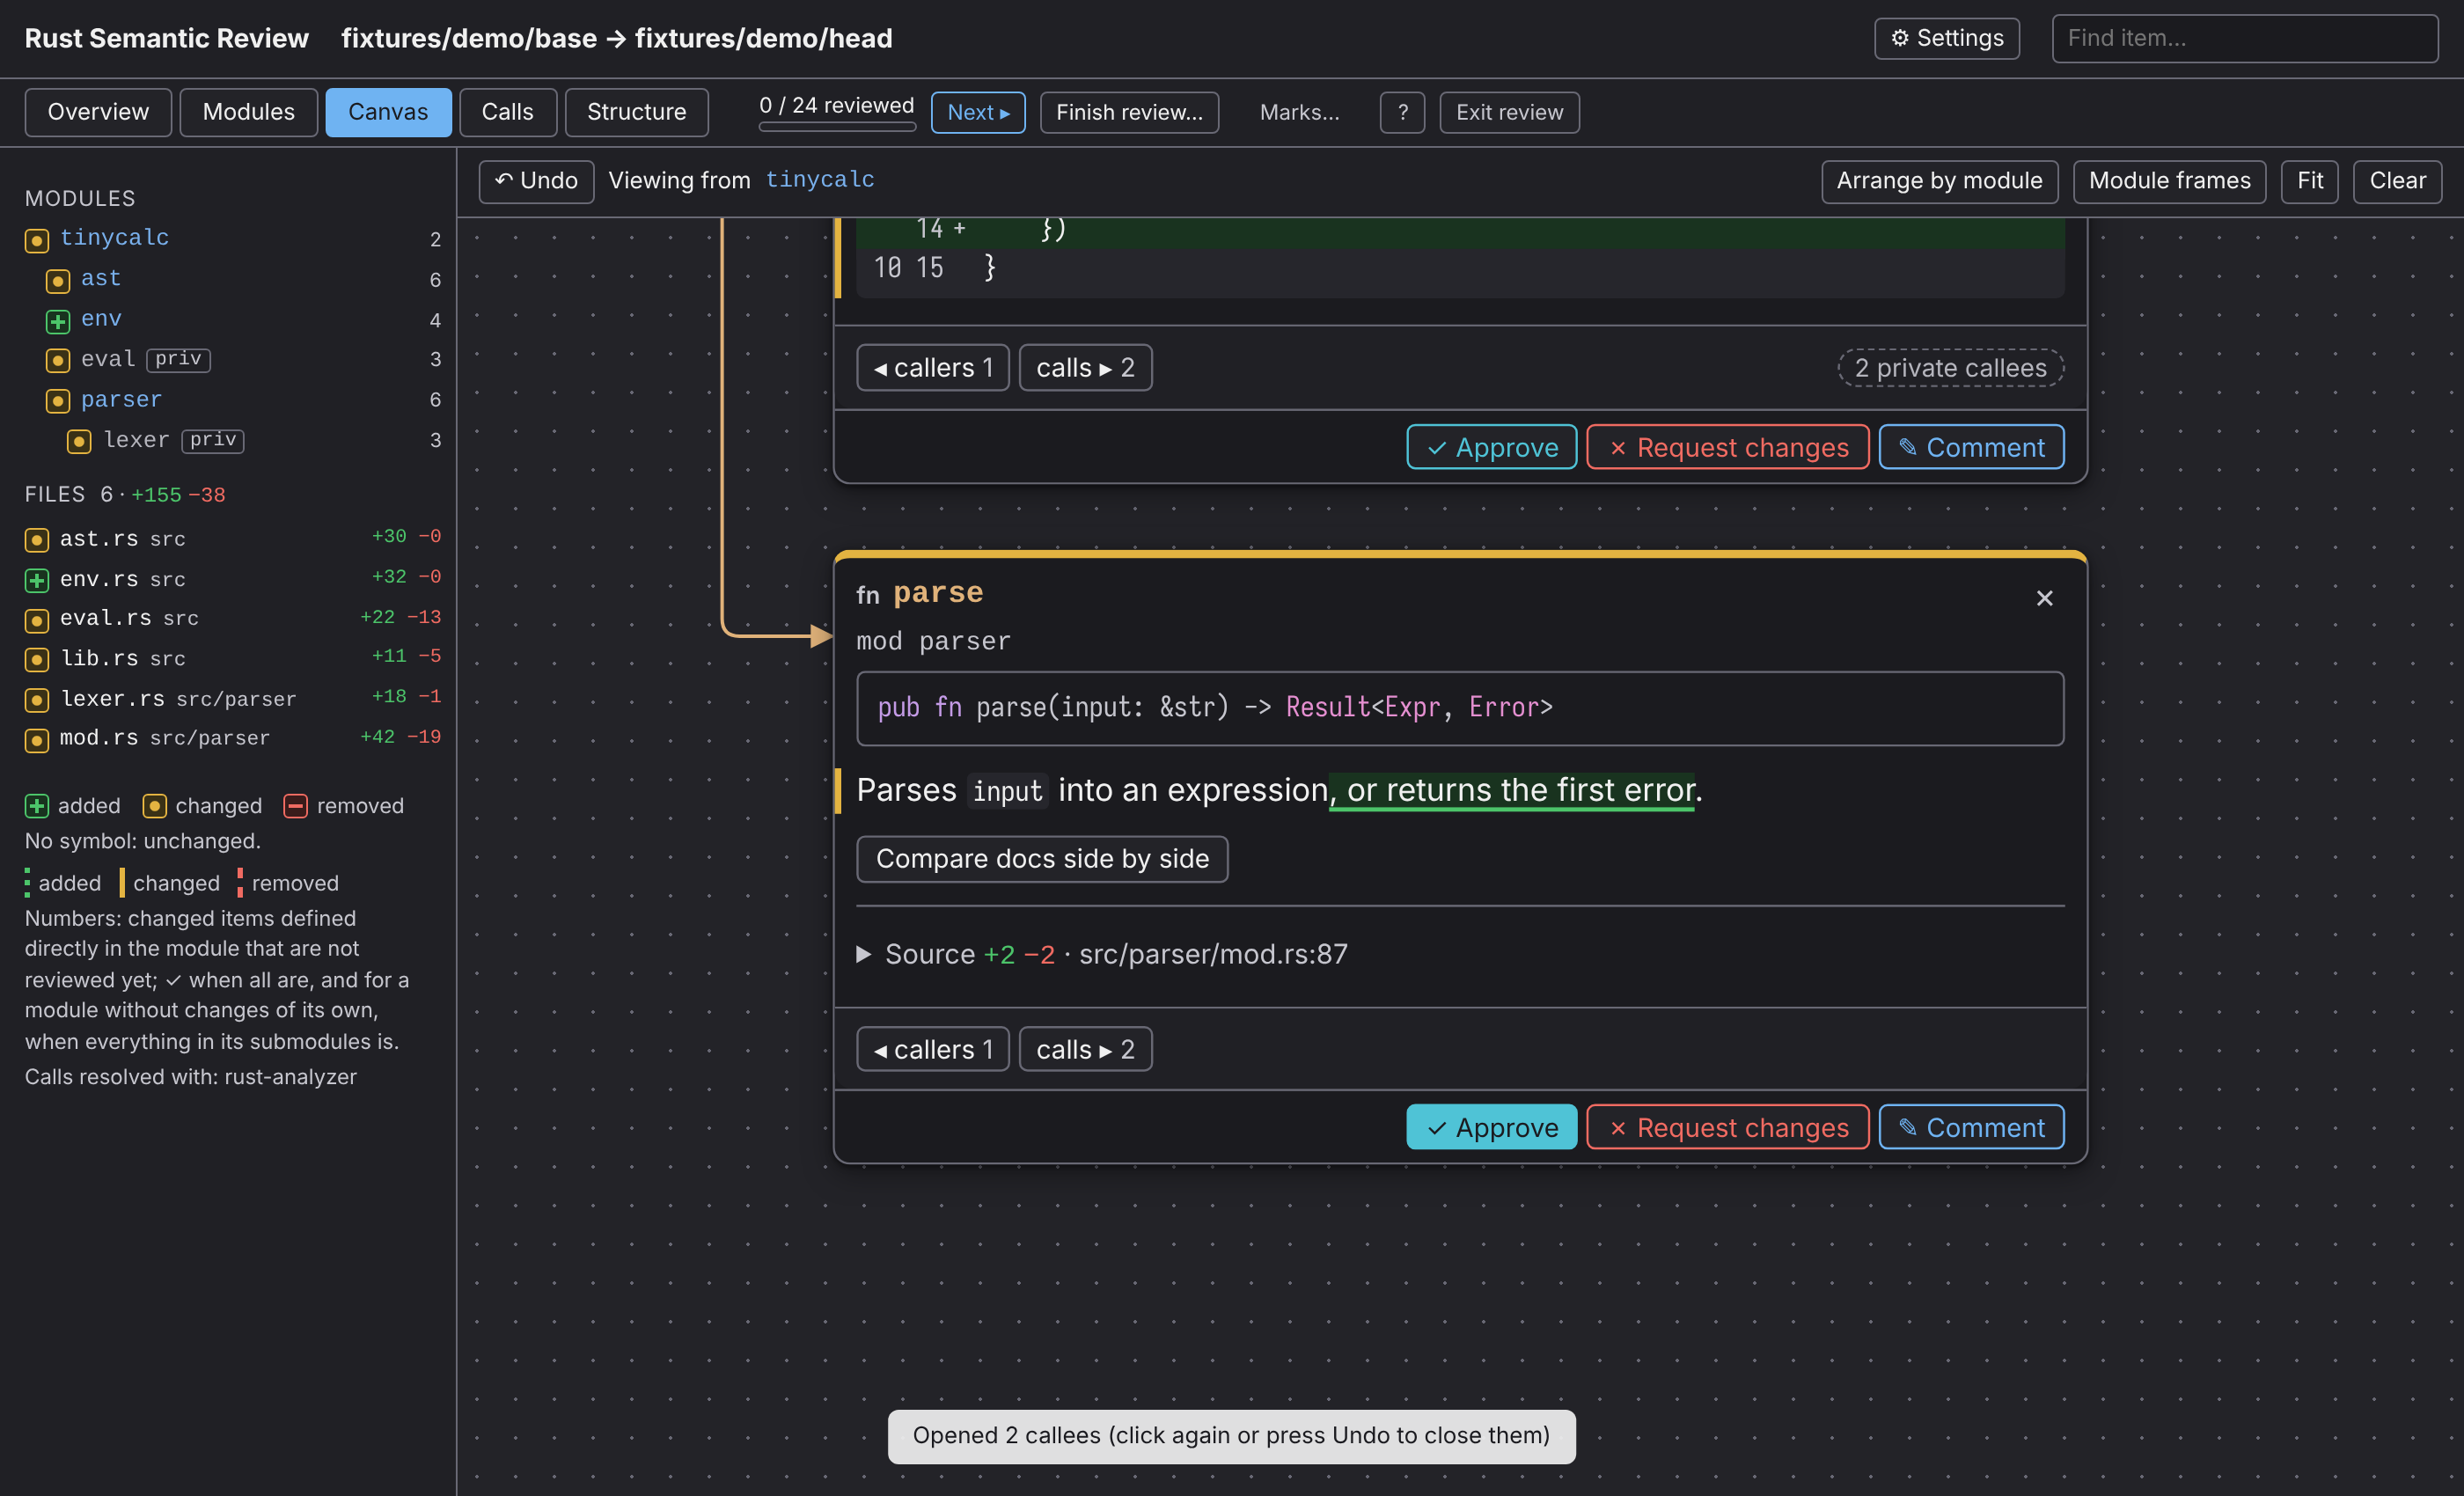 Rust Semantic Review fixtures/demo/base → fixtures/demo/head ⚙ Settings Find item...
Overview Modules Canvas Calls Structure 0 / 24 reviewed Next ▸ Finish review... Marks... ? Exit review
↶ Undo Viewing from tinycalc Arrange by module Module frames Fit Clear
MODULES
tinycalc 2
ast 6
env 4
eval priv 3
parser 6
lexer priv 3
FILES 6 · +155 −38
ast.rs src +30 −0
env.rs src +32 −0
eval.rs src +22 −13
lib.rs src +11 −5
lexer.rs src/parser +18 −1
mod.rs src/parser +42 −19
added changed removed
No symbol: unchanged.
added changed removed
Numbers: changed items defined
directly in the module that are not
reviewed yet; ✓ when all are, and for a
module without changes of its own,
when everything in its submodules is.
Calls resolved with: rust-analyzer
14 + })
10 15 }
◂ callers 1 calls ▸ 2 2 private callees
✓ Approve × Request changes ✎ Comment
fn parse ×
mod parser
pub fn parse(input: &str) -> Result<Expr, Error>
Parses input into an expression, or returns the first error.
Compare docs side by side
▶ Source +2 −2 · src/parser/mod.rs:87
◂ callers 1 calls ▸ 2
✓ Approve × Request changes ✎ Comment
Opened 2 callees (click again or press Undo to close them)